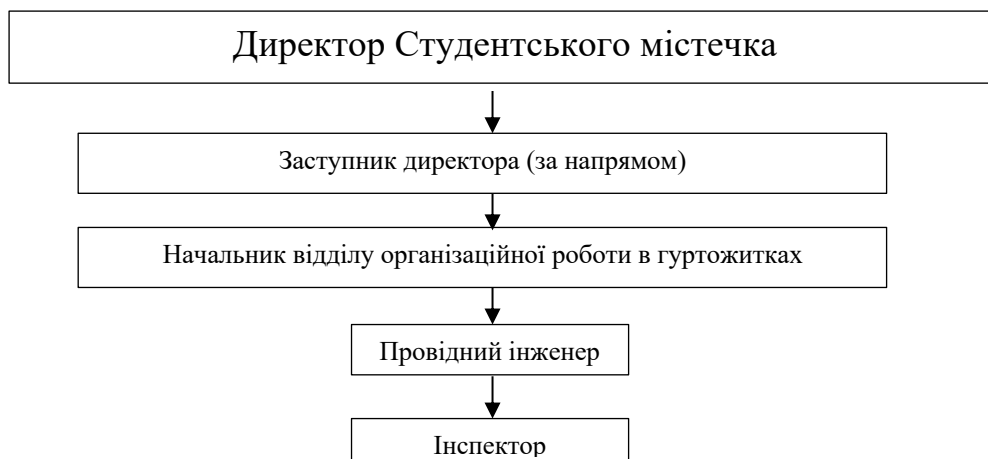 Директор Студентського містечка
Заступник директора (за напрямом)
Начальник відділу організаційної роботи в гуртожитках
Провідний інженер
Інспектор